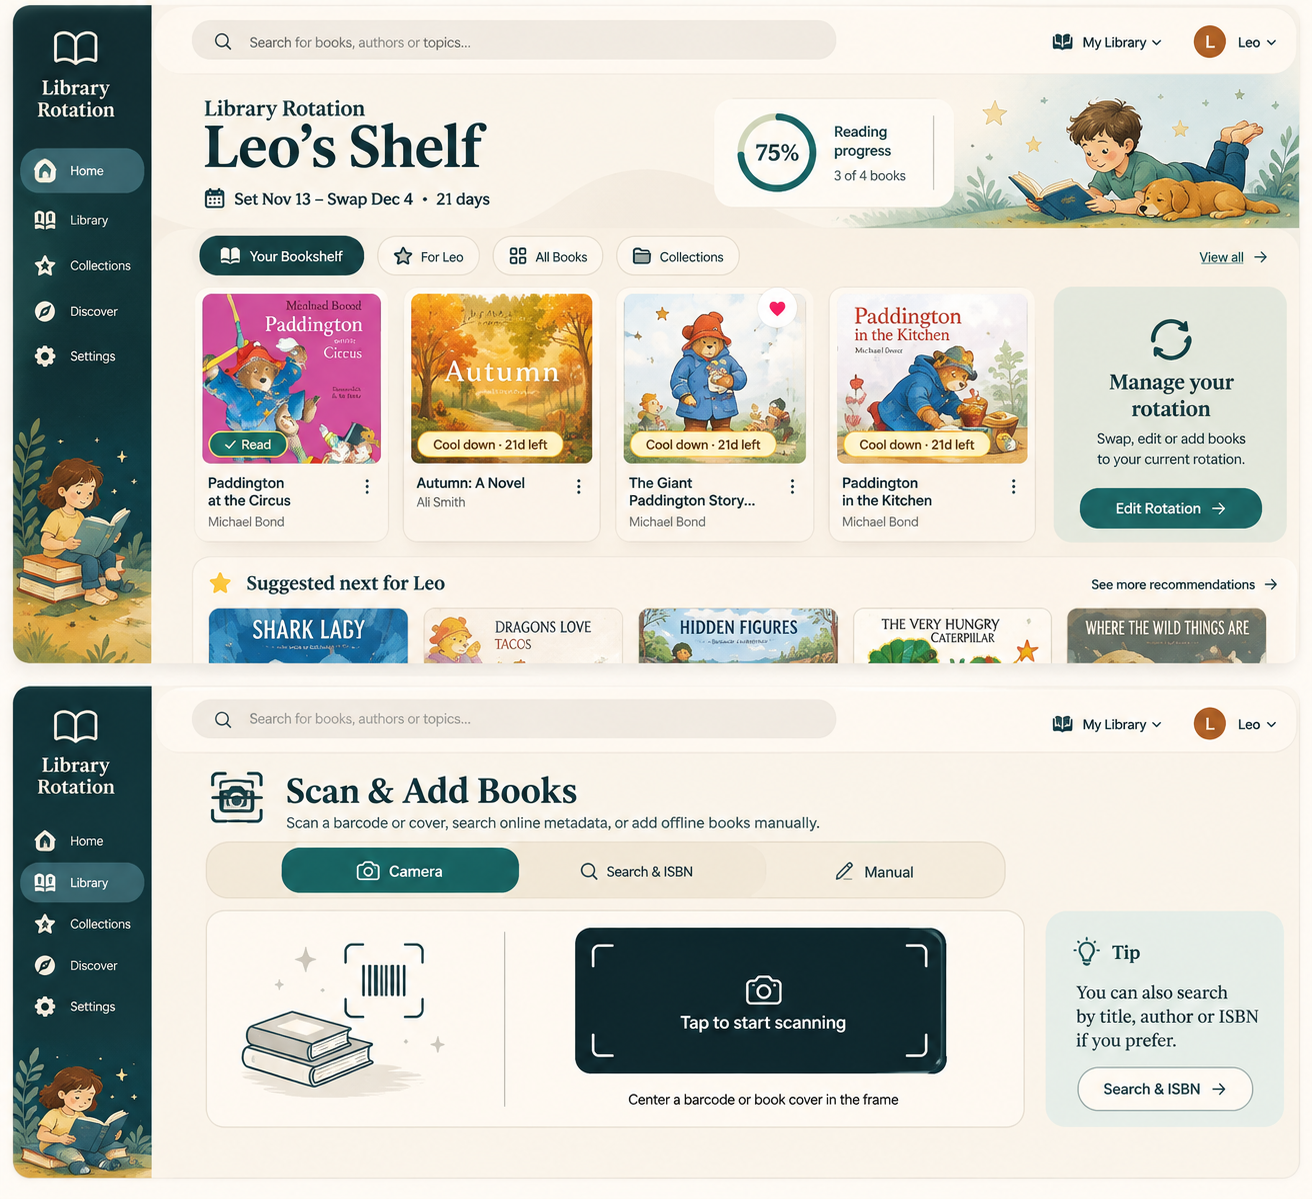 Library
Rotation
Home
Library
Collections
Discover
Settings
Search for books, authors or topics...
My Library
L
Leo
Library Rotation
Leo's Shelf
Set Nov 13 – Swap Dec 4 • 21 days
75%
Reading
progress
3 of 4 books
Your Bookshelf
For Leo
All Books
Collections
View all
Paddington
Circus
Read
Paddington
at the Circus
Michael Bond
Autumn
Cool down · 21d left
Autumn: A Novel
Ali Smith
Cool down · 21d left
The Giant
Paddington Story...
Michael Bond
Paddington
in the Kitchen
Cool down · 21d left
Paddington
in the Kitchen
Michael Bond
Manage your
rotation
Swap, edit or add books
to your current rotation.
Edit Rotation
Suggested next for Leo
See more recommendations
SHARK LADY
DRAGONS LOVE
TACOS
HIDDEN FIGURES
THE VERY HUNGRY
CATERPIILAR
WHERE THE WILD THINGS ARE
Library
Rotation
Home
Library
Collections
Discover
Settings
Search for books, authors or topics...
My Library
L
Leo
Scan & Add Books
Scan a barcode or cover, search online metadata, or add offline books manually.
Camera
Search & ISBN
Manual
Tap to start scanning
Center a barcode or book cover in the frame
Tip
You can also search
by title, author or ISBN
if you prefer.
Search & ISBN